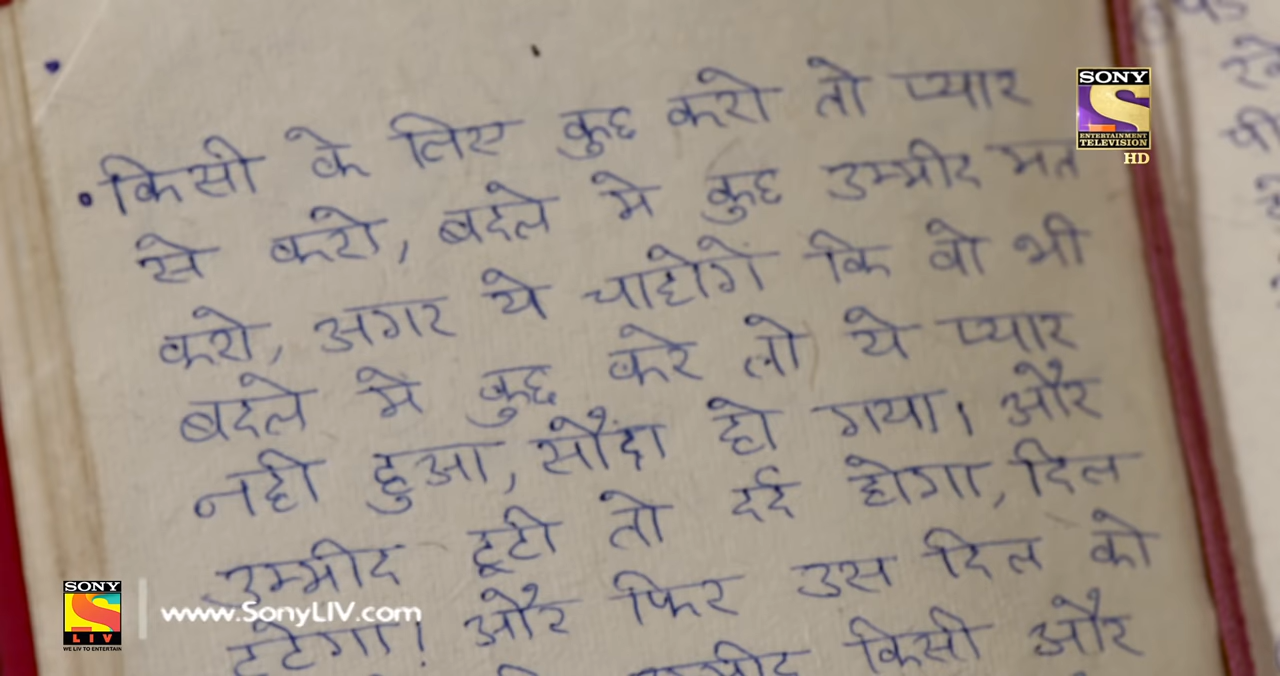 SONY
ENTERTAINMENT
TELEVISION
HD
किसी के लिए कुछ करो तो प्यार
से करो, बदले मे कुछ उम्मीद मत
करो, अगर ये चाहोगे कि वो भी
बदले मे कुछ करे तो ये प्यार
नही हुआ, सौदा हो गया। और
उम्मीद टूटी तो दर्द होगा, दिल
टूटेगा! और फिर उस दिल को
किसी और
SONY
LIV
WE LIV TO ENTERTAIN
www.SonyLIV.com